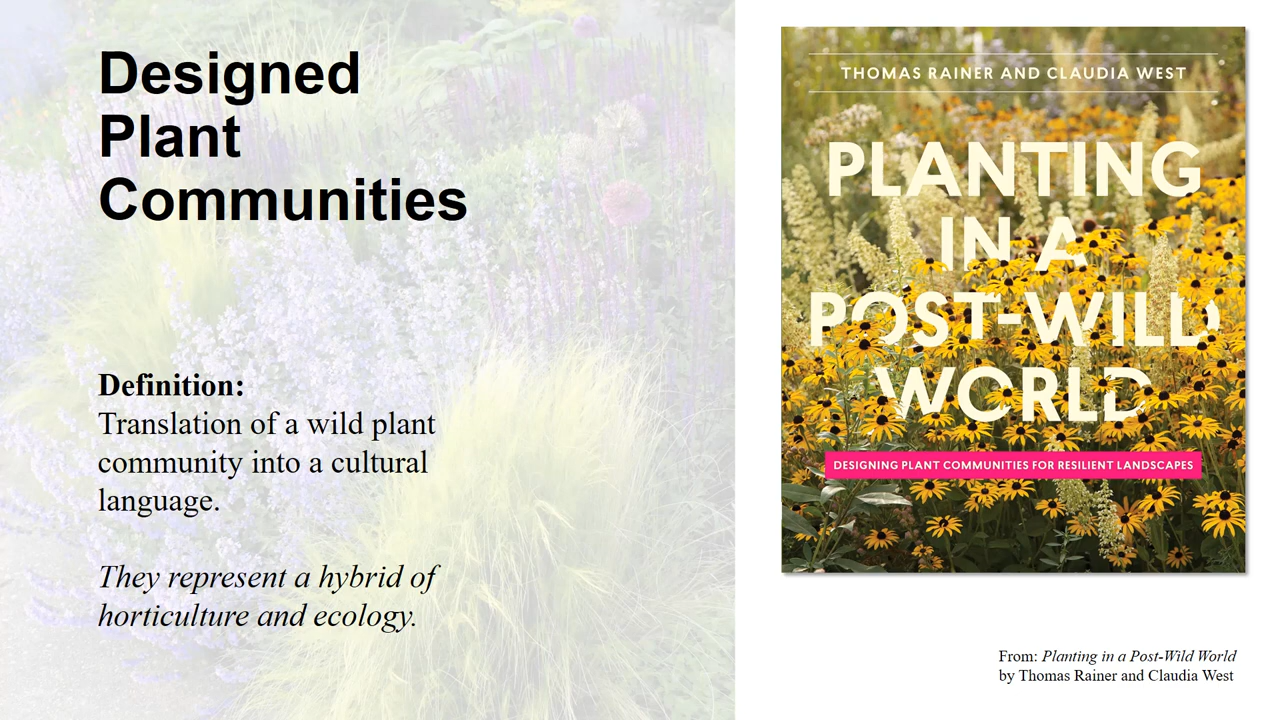 Designed
Plant
Communities
Definition:
Translation of a wild plant
community into a cultural
language.
They represent a hybrid of
horticulture and ecology.
THOMAS RAINER AND CLAUDIA WEST
PLANTING
IN A
POST-WILD
WORLD
DESIGNING PLANT COMMUNITIES FOR RESILIENT LANDSCAPES
From: Planting in a Post-Wild World
by Thomas Rainer and Claudia West